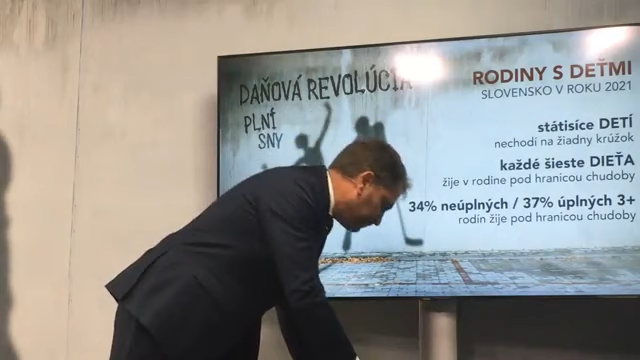 DAŇOVÁ REVOLÚCIA
PLNÍ
SNY
RODINY S DEŤMI
SLOVENSKO V ROKU 2021
státisíce DETÍ
nechodí na žiadny krúžok
každé šieste DIEŤA
žije v rodine pod hranicou chudoby
34% neúplných / 37% úplných 3+
rodín žije pod hranicou chudoby